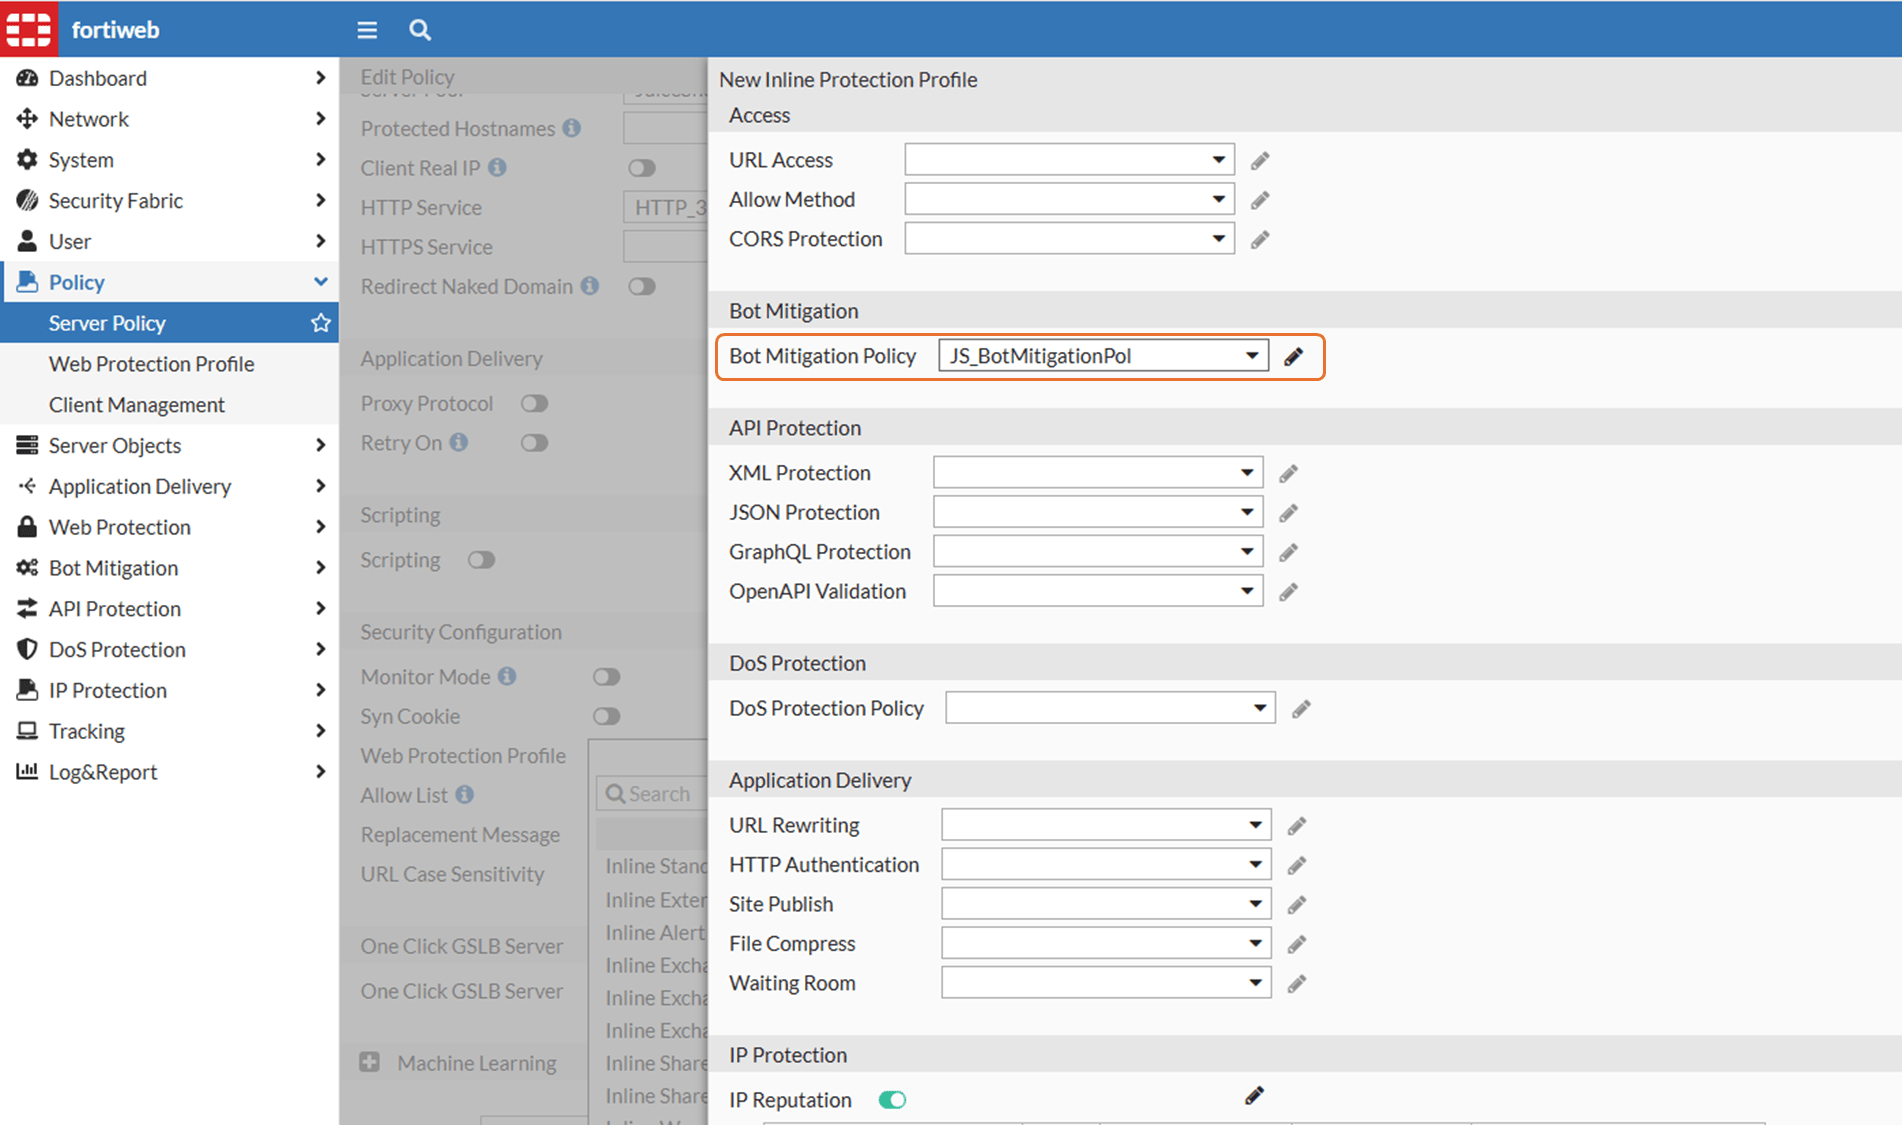 fortiweb
Dashboard
Network
System
Security Fabric
User
Policy
Server Policy
Web Protection Profile
Client Management
Server Objects
Application Delivery
Web Protection
Bot Mitigation
API Protection
DoS Protection
IP Protection
Tracking
Log&Report
Edit Policy
Protected Hostnames
Client Real IP
HTTP Service
HTTP_3
HTTPS Service
Redirect Naked Domain
Application Delivery
Proxy Protocol
Retry On
Scripting
Scripting
Security Configuration
Monitor Mode
Syn Cookie
Web Protection Profile
Allow List
Replacement Message
URL Case Sensitivity
One Click GSLB Server
One Click GSLB Server
Machine Learning
Search
Inline Stand
Inline Exter
Inline Alert
Inline Excha
Inline Excha
Inline Excha
Inline Share
Inline Share
New Inline Protection Profile
Access
URL Access
Allow Method
CORS Protection
Bot Mitigation
Bot Mitigation Policy JS_BotMitigationPol
API Protection
XML Protection
JSON Protection
GraphQL Protection
OpenAPI Validation
DoS Protection
DoS Protection Policy
Application Delivery
URL Rewriting
HTTP Authentication
Site Publish
File Compress
Waiting Room
IP Protection
IP Reputation